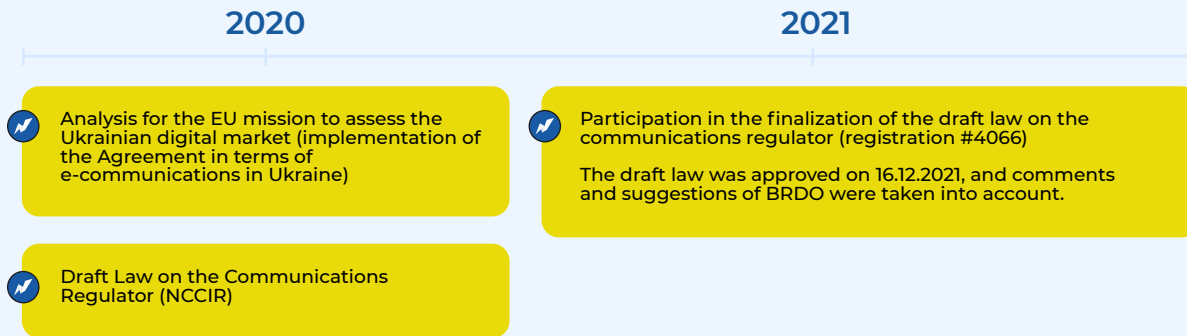 2020
2021
Analysis for the EU mission to assess the
Ukrainian digital market (implementation of
the Agreement in terms of
e-communications in Ukraine)
Draft Law on the Communications
Regulator (NCCIR)
Participation in the finalization of the draft law on the
communications regulator (registration #4066)
The draft law was approved on 16.12.2021, and comments
and suggestions of BRDO were taken into account.